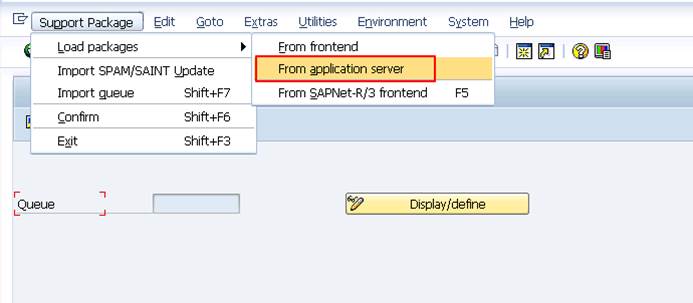 Support Package Edit Goto Extras Utilities Environment System Help
Load packages
Import SPAM/SAINT Update
Import queue Shift+F7
Confirm Shift+F6
Exit Shift+F3
From frontend
From application server
From SAPNet-R/3 frontend F5
Queue
Display/define